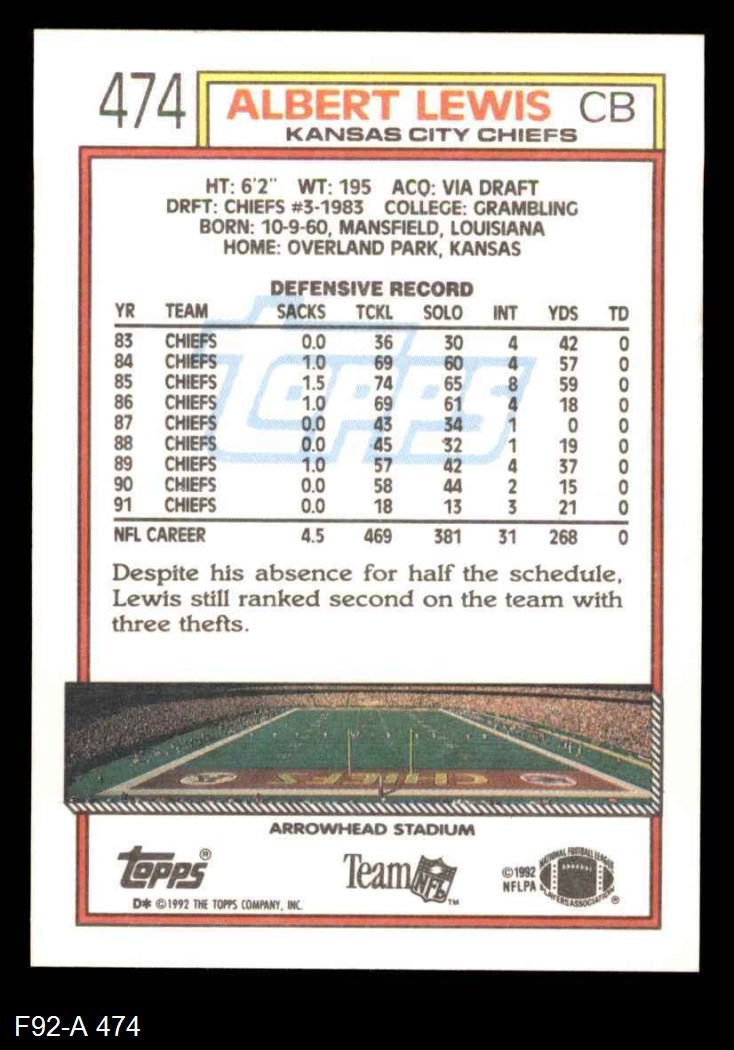 474 ALBERT LEWIS CB
KANSAS CITY CHIEFS
HT: 6'2" WT: 195 ACQ: VIA DRAFT
DRFT: CHIEFS #3-1983 COLLEGE: GRAMBLING
BORN: 10-9-60, MANSFIELD, LOUISIANA
HOME: OVERLAND PARK, KANSAS
DEFENSIVE RECORD
YR TEAM SACKS TCKL SOLO INT YDS TD
83 CHIEFS 0.0 36 30 4 42 0
84 CHIEFS 1.0 69 60 4 57 0
85 CHIEFS 1.5 74 65 8 59 0
86 CHIEFS 1.0 69 61 4 18 0
87 CHIEFS 0.0 43 34 1 0 0
88 CHIEFS 0.0 45 32 1 19 0
89 CHIEFS 1.0 57 42 4 37 0
90 CHIEFS 0.0 58 44 2 15 0
91 CHIEFS 0.0 18 13 3 21 0
NFL CAREER 4.5 469 381 31 268 0
topps
Despite his absence for half the schedule,
Lewis still ranked second on the team with
three thefts.
CHIEFS
ARROWHEAD STADIUM
topps®
Team NFL™
©1992
NFLPA
NATIONAL FOOTBALL LEAGUE
PLAYERS ASSOCIATION®
D* ©1992 THE TOPPS COMPANY, INC.
F92-A 474